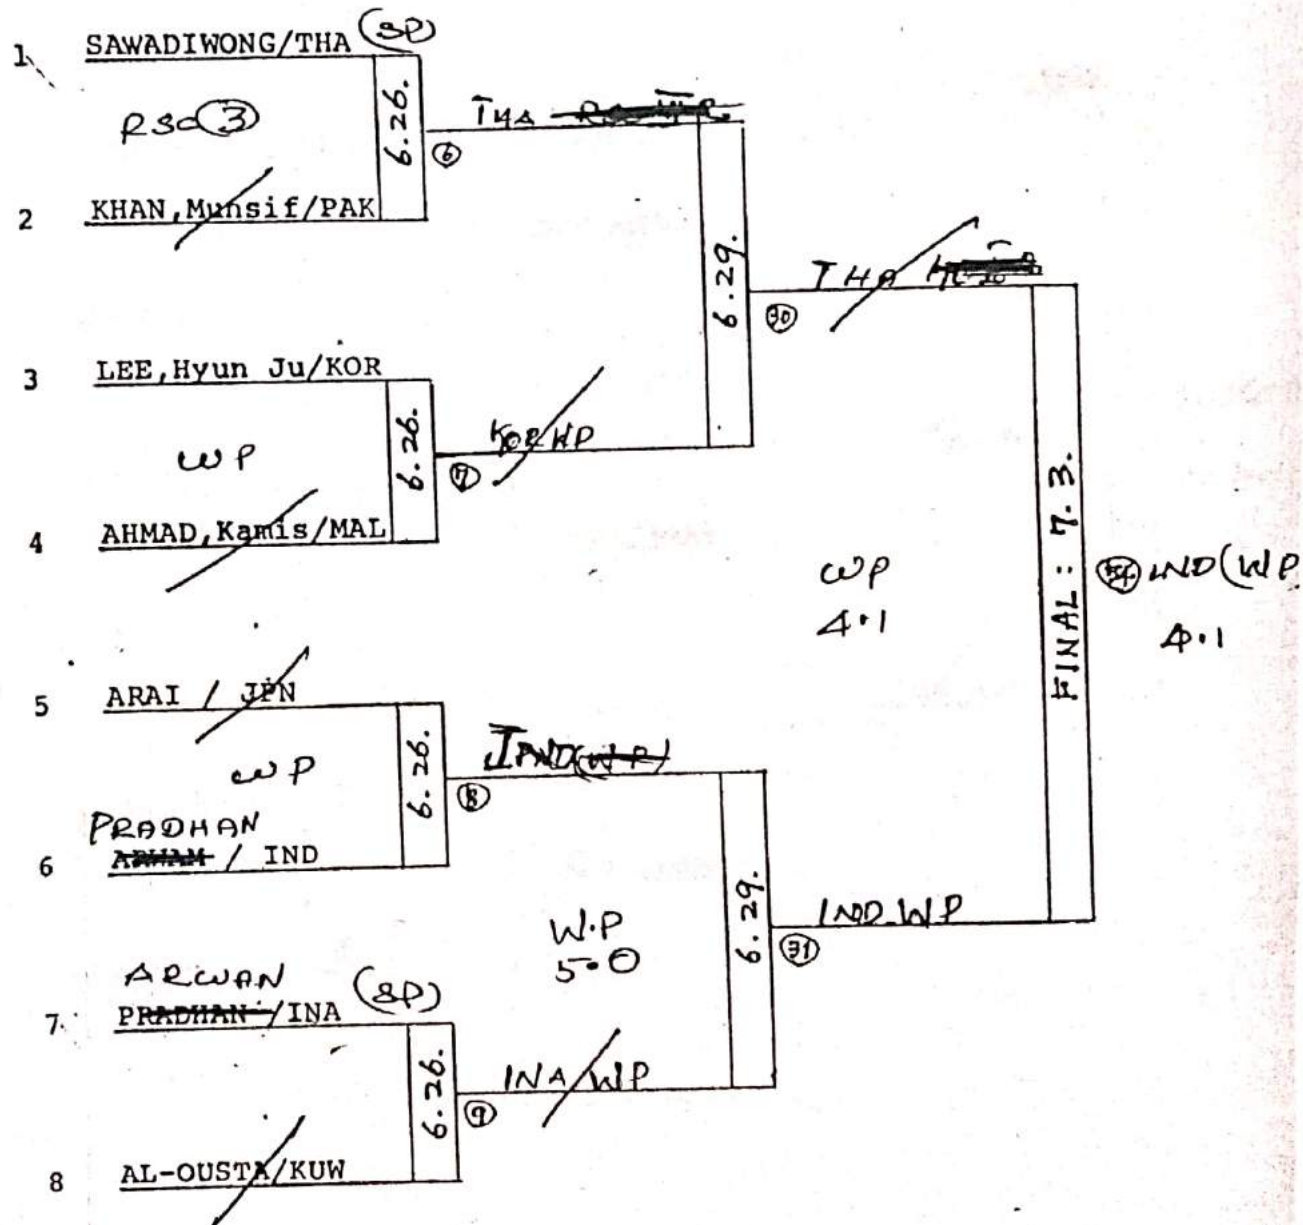 1 SAWADIWONG/THA (SP)
RSC ③
2 KHAN,Munsif/PAK
6.26.
⑥
THA
3 LEE,Hyun Ju/KOR
WP
4 AHMAD,Kamis/MAL
6.26.
⑦
KOR WP
6.29.
㉚
THA
5 ARAI / JPN
WP
PRADHAN
6 ARWAM / IND
6.26.
⑧
IND (WP)
W.P
5.0
ARWAN
7. PRADHAN /INA (SP)
8 AL-OUSTA/KUW
6.26.
⑨
INA WP
6.29.
㉛
IND WP
WP
4.1
FINAL : 7.3.
IND (WP
4.1